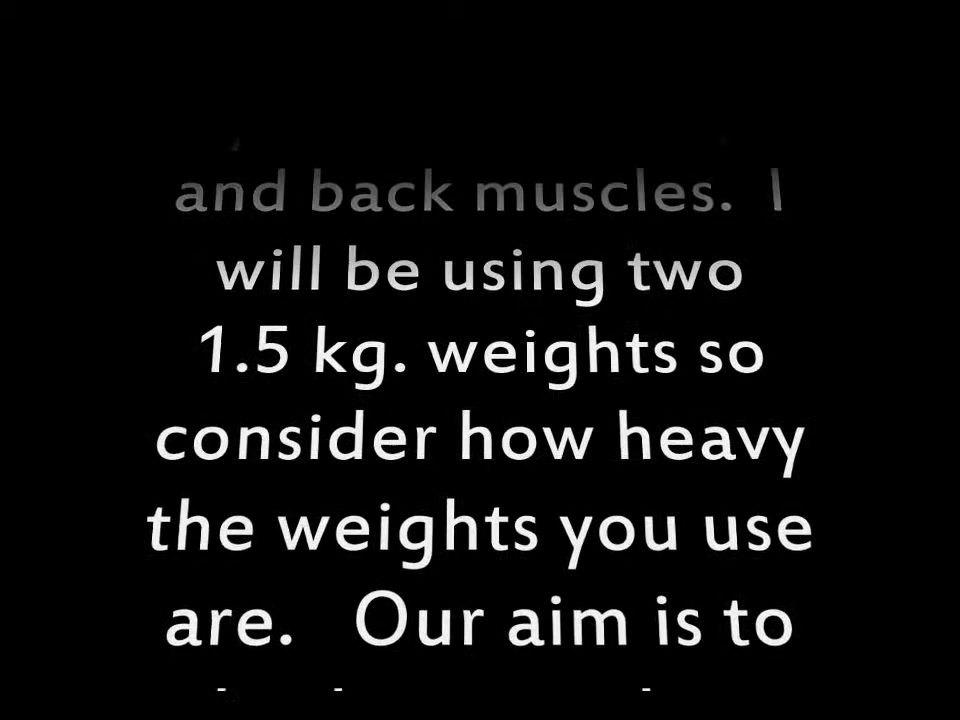 and back muscles. I
will be using two
1.5 kg. weights so
consider how heavy
the weights you use
are. Our aim is to